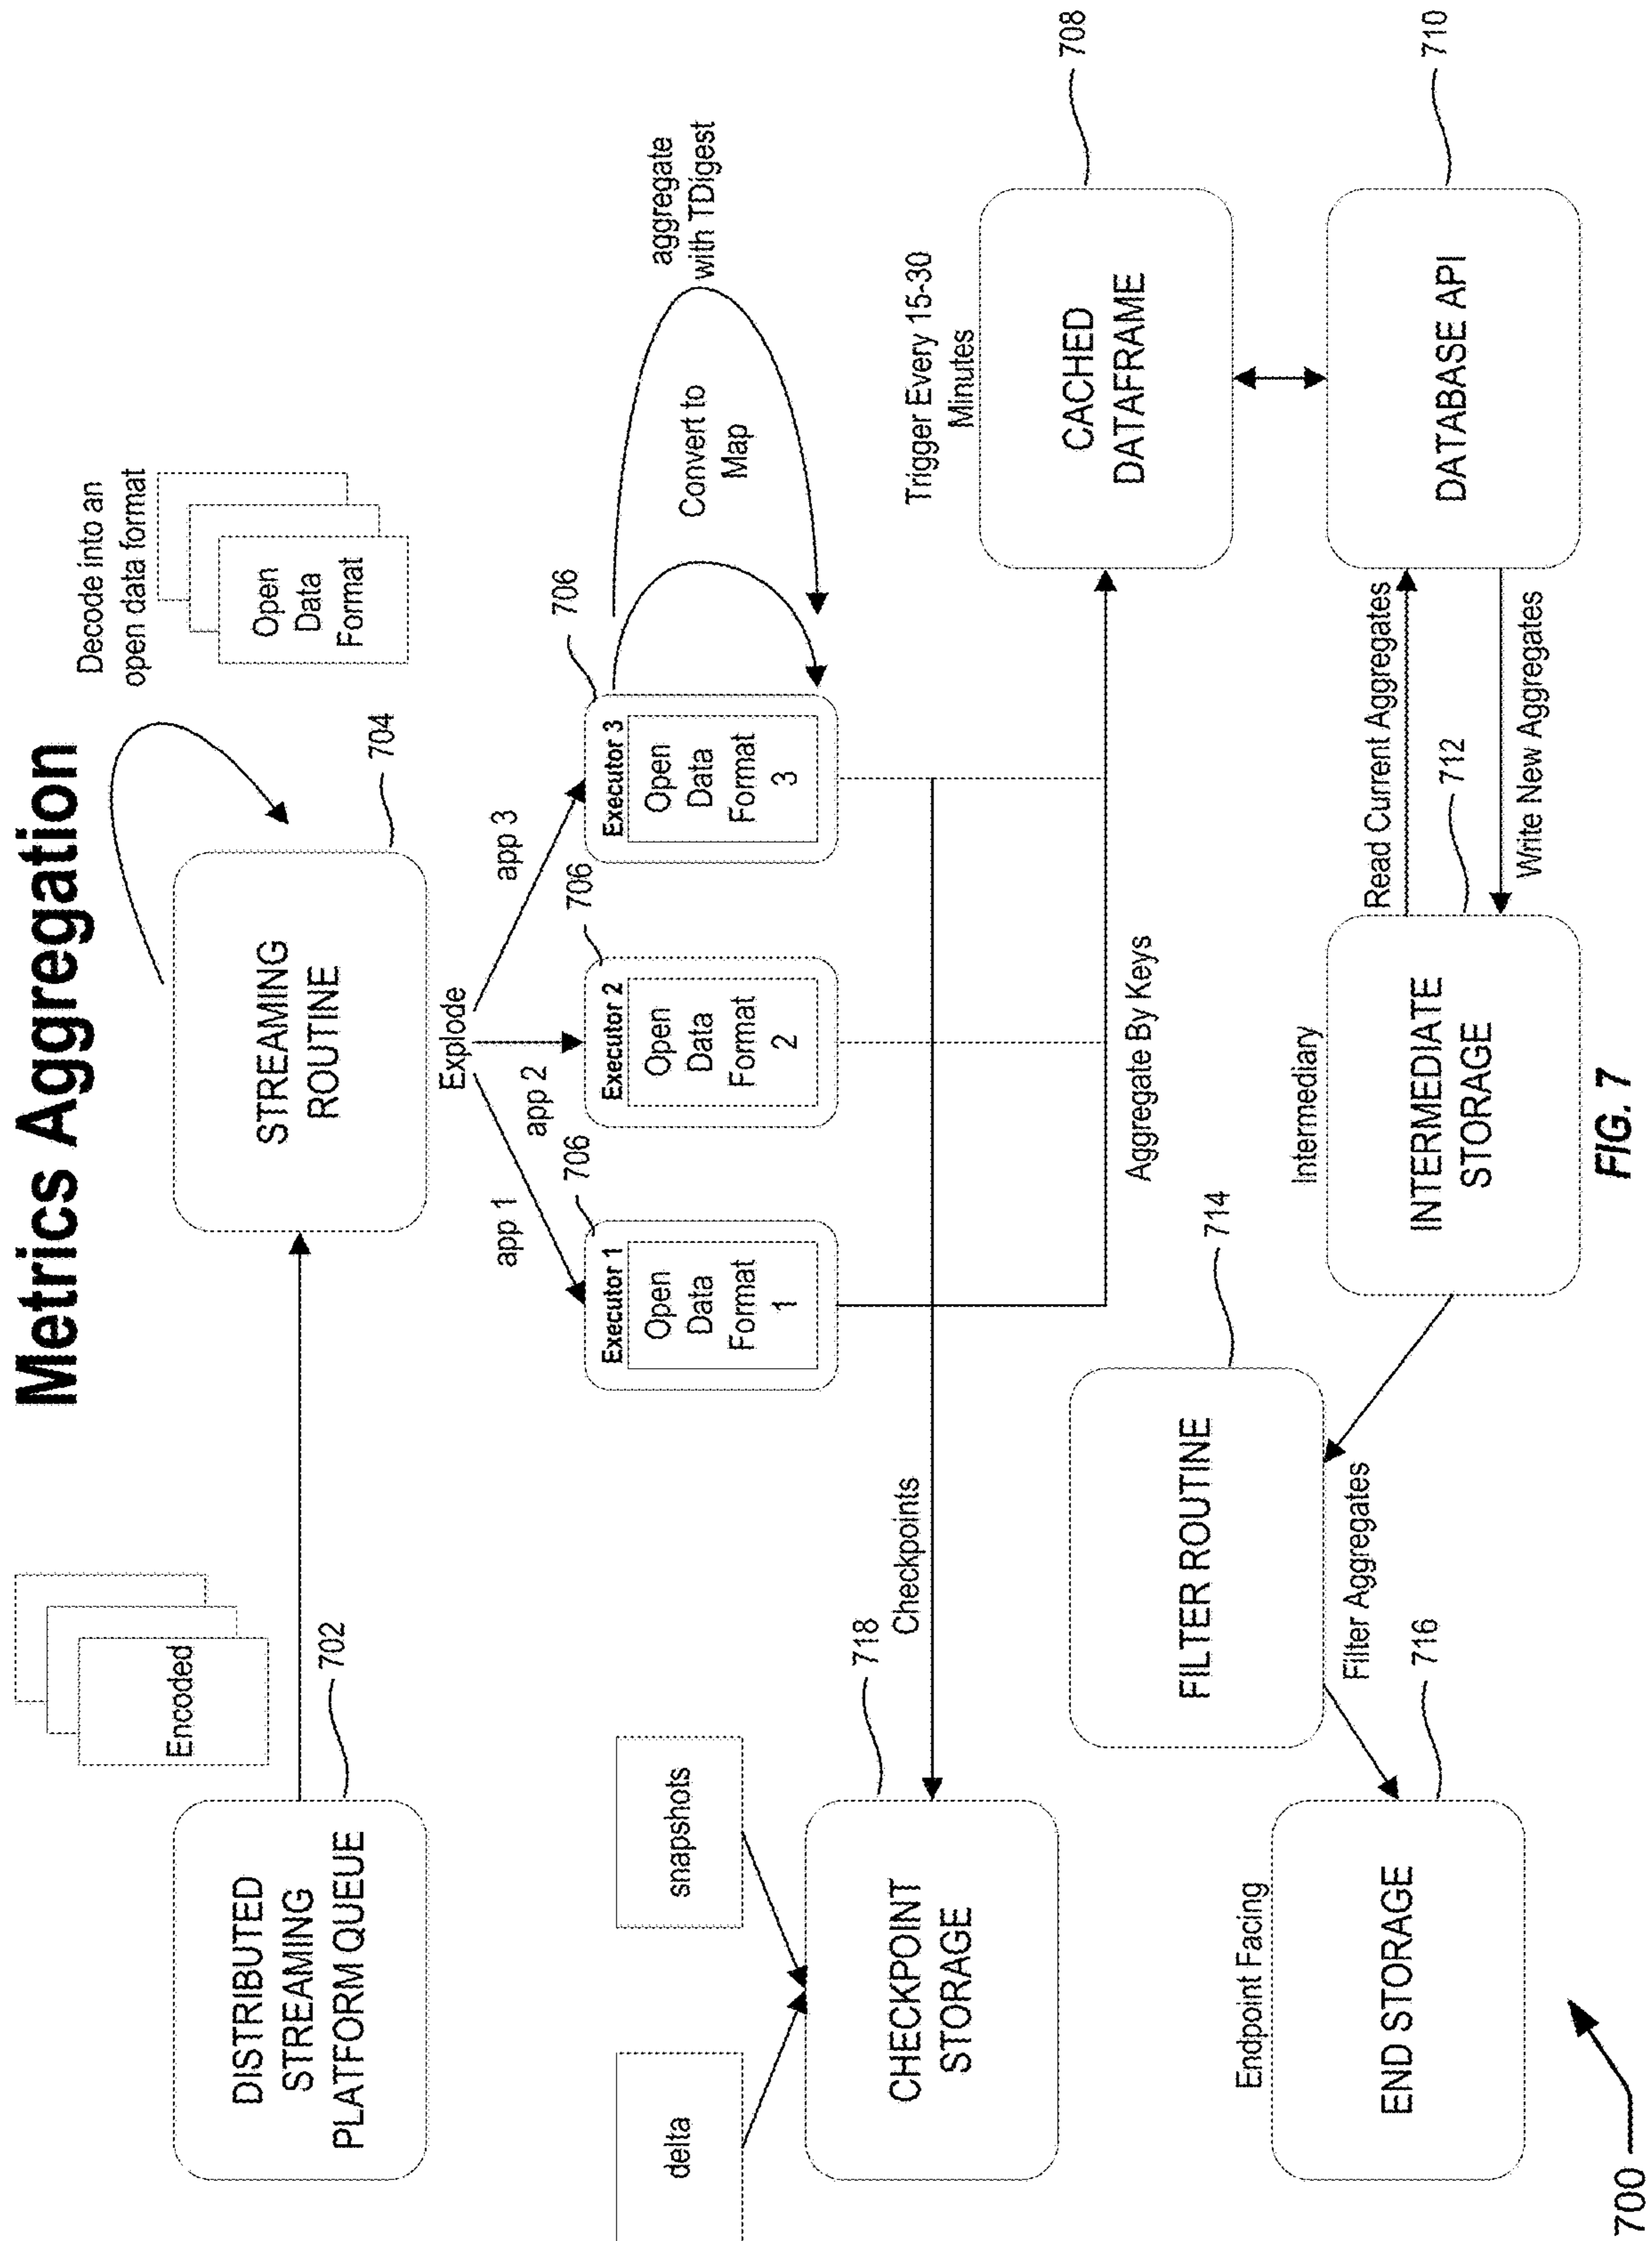 Metrics Aggregation
Encoded
DISTRIBUTED
STREAMING
PLATFORM QUEUE
702
STREAMING
ROUTINE
704
Decode into an
open data format
Open
Data
Format
Explode
app 1
app 2
app 3
706
Executor 1
Open
Data
Format
1
706
Executor 2
Open
Data
Format
2
706
Executor 3
Open
Data
Format
3
Convert to
Map
aggregate
with TDigest
delta
snapshots
CHECKPOINT
STORAGE
718
Checkpoints
Aggregate By Keys
Trigger Every 15-30
Minutes
CACHED
DATAFRAME
708
FILTER ROUTINE
714
Filter Aggregates
Endpoint Facing
END STORAGE
716
Intermediary
INTERMEDIATE
STORAGE
712
Read Current Aggregates
Write New Aggregates
DATABASE API
710
700
FIG. 7